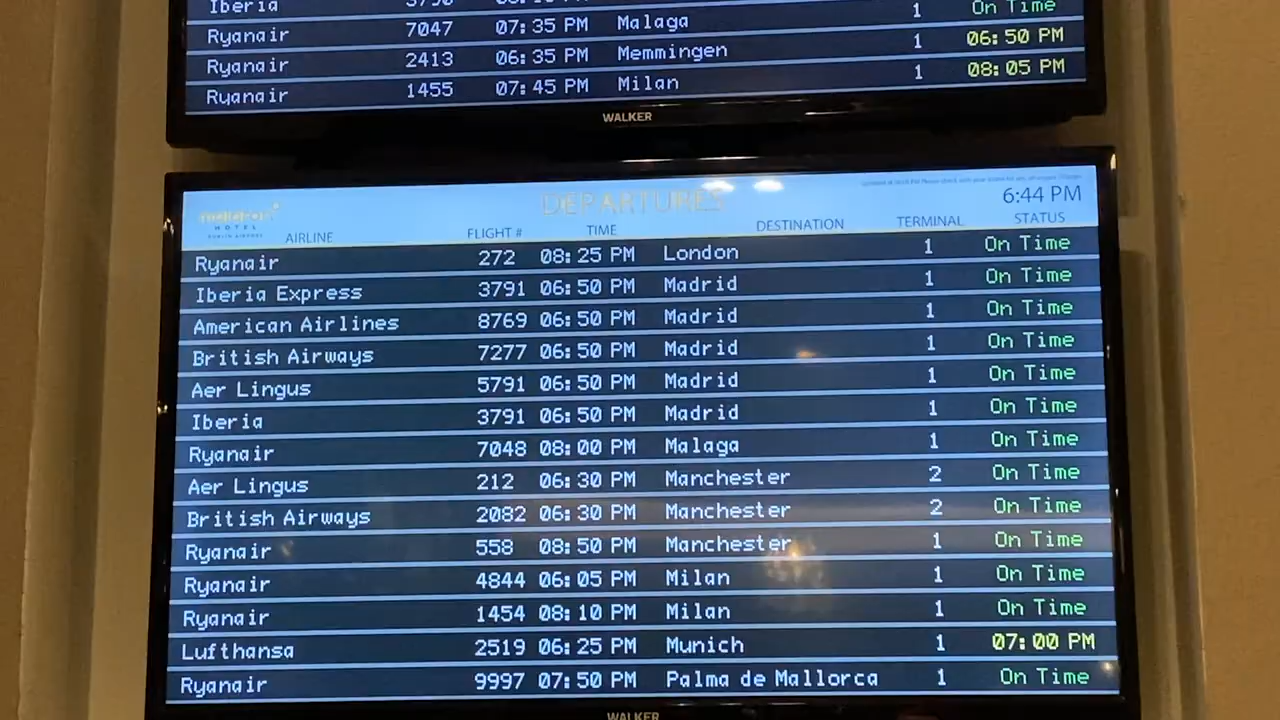 Iberia 3790 On Time
Ryanair 7047 07:35 PM Malaga 1 On Time
Ryanair 2413 06:35 PM Memmingen 1 06:50 PM
Ryanair 1455 07:45 PM Milan 1 08:05 PM
WALKER
DEPARTURES 6:44 PM
HOTEL
AIRLINE FLIGHT # TIME DESTINATION TERMINAL STATUS
Ryanair 272 08:25 PM London 1 On Time
Iberia Express 3791 06:50 PM Madrid 1 On Time
American Airlines 8769 06:50 PM Madrid 1 On Time
British Airways 7277 06:50 PM Madrid 1 On Time
Aer Lingus 5791 06:50 PM Madrid 1 On Time
Iberia 3791 06:50 PM Madrid 1 On Time
Ryanair 7048 08:00 PM Malaga 1 On Time
Aer Lingus 212 06:30 PM Manchester 2 On Time
British Airways 2082 06:30 PM Manchester 2 On Time
Ryanair 558 08:50 PM Manchester 1 On Time
Ryanair 4844 06:05 PM Milan 1 On Time
Ryanair 1454 08:10 PM Milan 1 On Time
Lufthansa 2519 06:25 PM Munich 1 07:00 PM
Ryanair 9997 07:50 PM Palma de Mallorca 1 On Time
WALKER